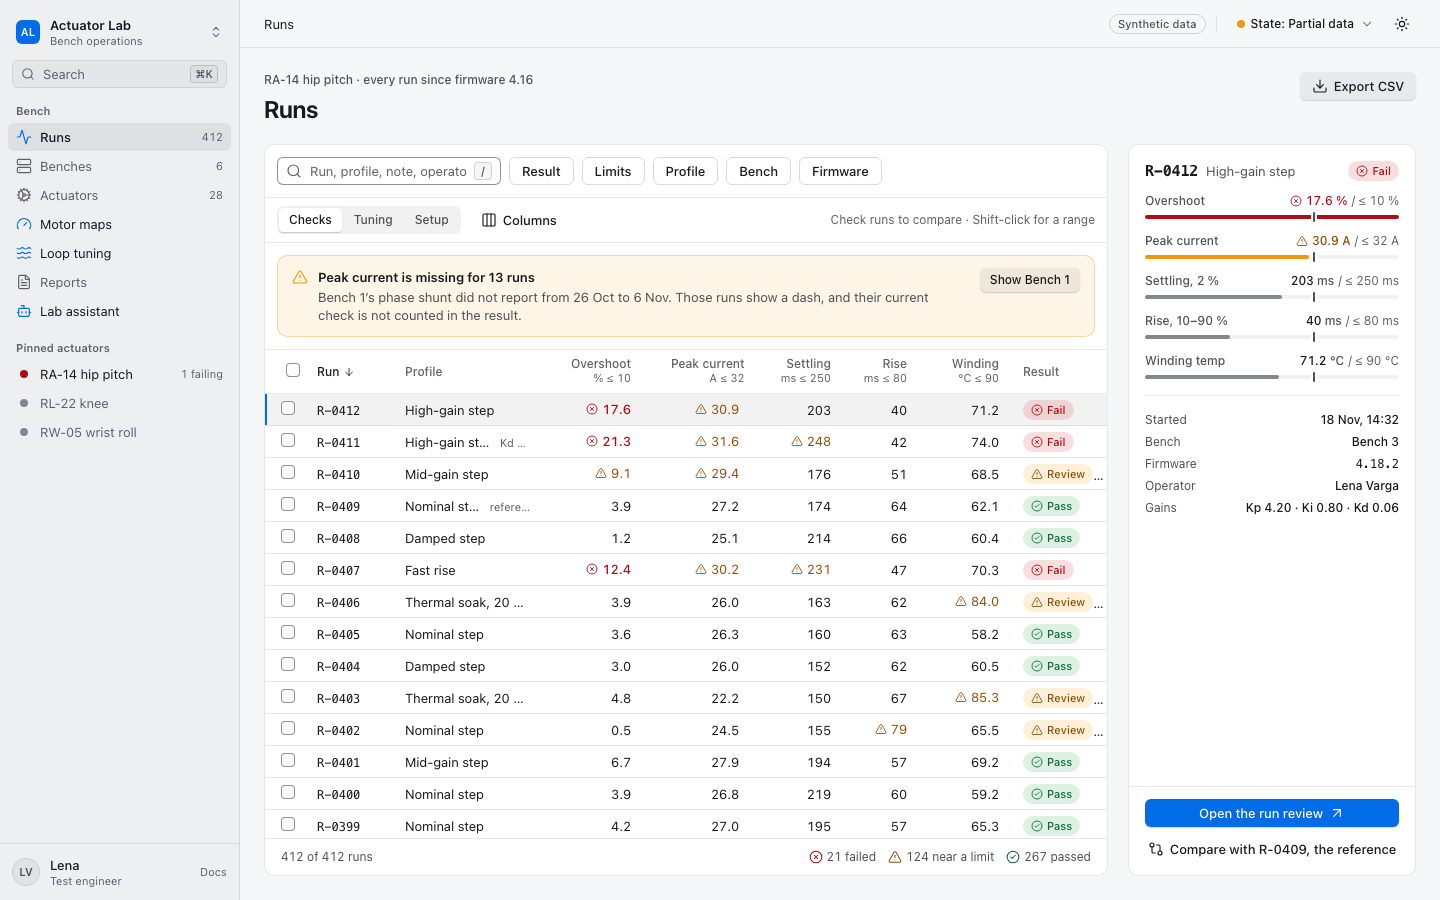 AL
Actuator Lab
Bench operations
Search
⌘K
Bench
Runs 412
Benches 6
Actuators 28
Motor maps
Loop tuning
Reports
Lab assistant
Pinned actuators
RA-14 hip pitch 1 failing
RL-22 knee
RW-05 wrist roll
LV
Lena
Test engineer
Docs
Runs
Synthetic data
State: Partial data
RA-14 hip pitch · every run since firmware 4.16
Runs
Export CSV
Run, profile, note, operato /
Result
Limits
Profile
Bench
Firmware
Checks
Tuning
Setup
Columns
Check runs to compare · Shift-click for a range
Peak current is missing for 13 runs
Bench 1’s phase shunt did not report from 26 Oct to 6 Nov. Those runs show a dash, and their current
check is not counted in the result.
Show Bench 1
Run ↓ Profile Overshoot Peak current Settling Rise Winding Result
% ≤ 10 A ≤ 32 ms ≤ 250 ms ≤ 80 °C ≤ 90
R–0412 High-gain step 17.6 30.9 203 40 71.2 Fail
R–0411 High-gain st... Kd ... 21.3 31.6 248 42 74.0 Fail
R–0410 Mid-gain step 9.1 29.4 176 51 68.5 Review ...
R–0409 Nominal st... refere... 3.9 27.2 174 64 62.1 Pass
R–0408 Damped step 1.2 25.1 214 66 60.4 Pass
R–0407 Fast rise 12.4 30.2 231 47 70.3 Fail
R–0406 Thermal soak, 20 ... 3.9 26.0 163 62 84.0 Review ...
R–0405 Nominal step 3.6 26.3 160 63 58.2 Pass
R–0404 Damped step 3.0 26.0 152 62 60.5 Pass
R–0403 Thermal soak, 20 ... 4.8 22.2 150 67 85.3 Review ...
R–0402 Nominal step 0.5 24.5 155 79 65.5 Review ...
R–0401 Mid-gain step 6.7 27.9 194 57 69.2 Pass
R–0400 Nominal step 3.9 26.8 219 60 59.2 Pass
R–0399 Nominal step 4.2 27.0 195 57 65.3 Pass
412 of 412 runs
21 failed 124 near a limit 267 passed
R–0412 High-gain step Fail
Overshoot 17.6 % / ≤ 10 %
Peak current 30.9 A / ≤ 32 A
Settling, 2 % 203 ms / ≤ 250 ms
Rise, 10–90 % 40 ms / ≤ 80 ms
Winding temp 71.2 °C / ≤ 90 °C
Started 18 Nov, 14:32
Bench Bench 3
Firmware 4.18.2
Operator Lena Varga
Gains Kp 4.20 · Ki 0.80 · Kd 0.06
Open the run review
Compare with R-0409, the reference